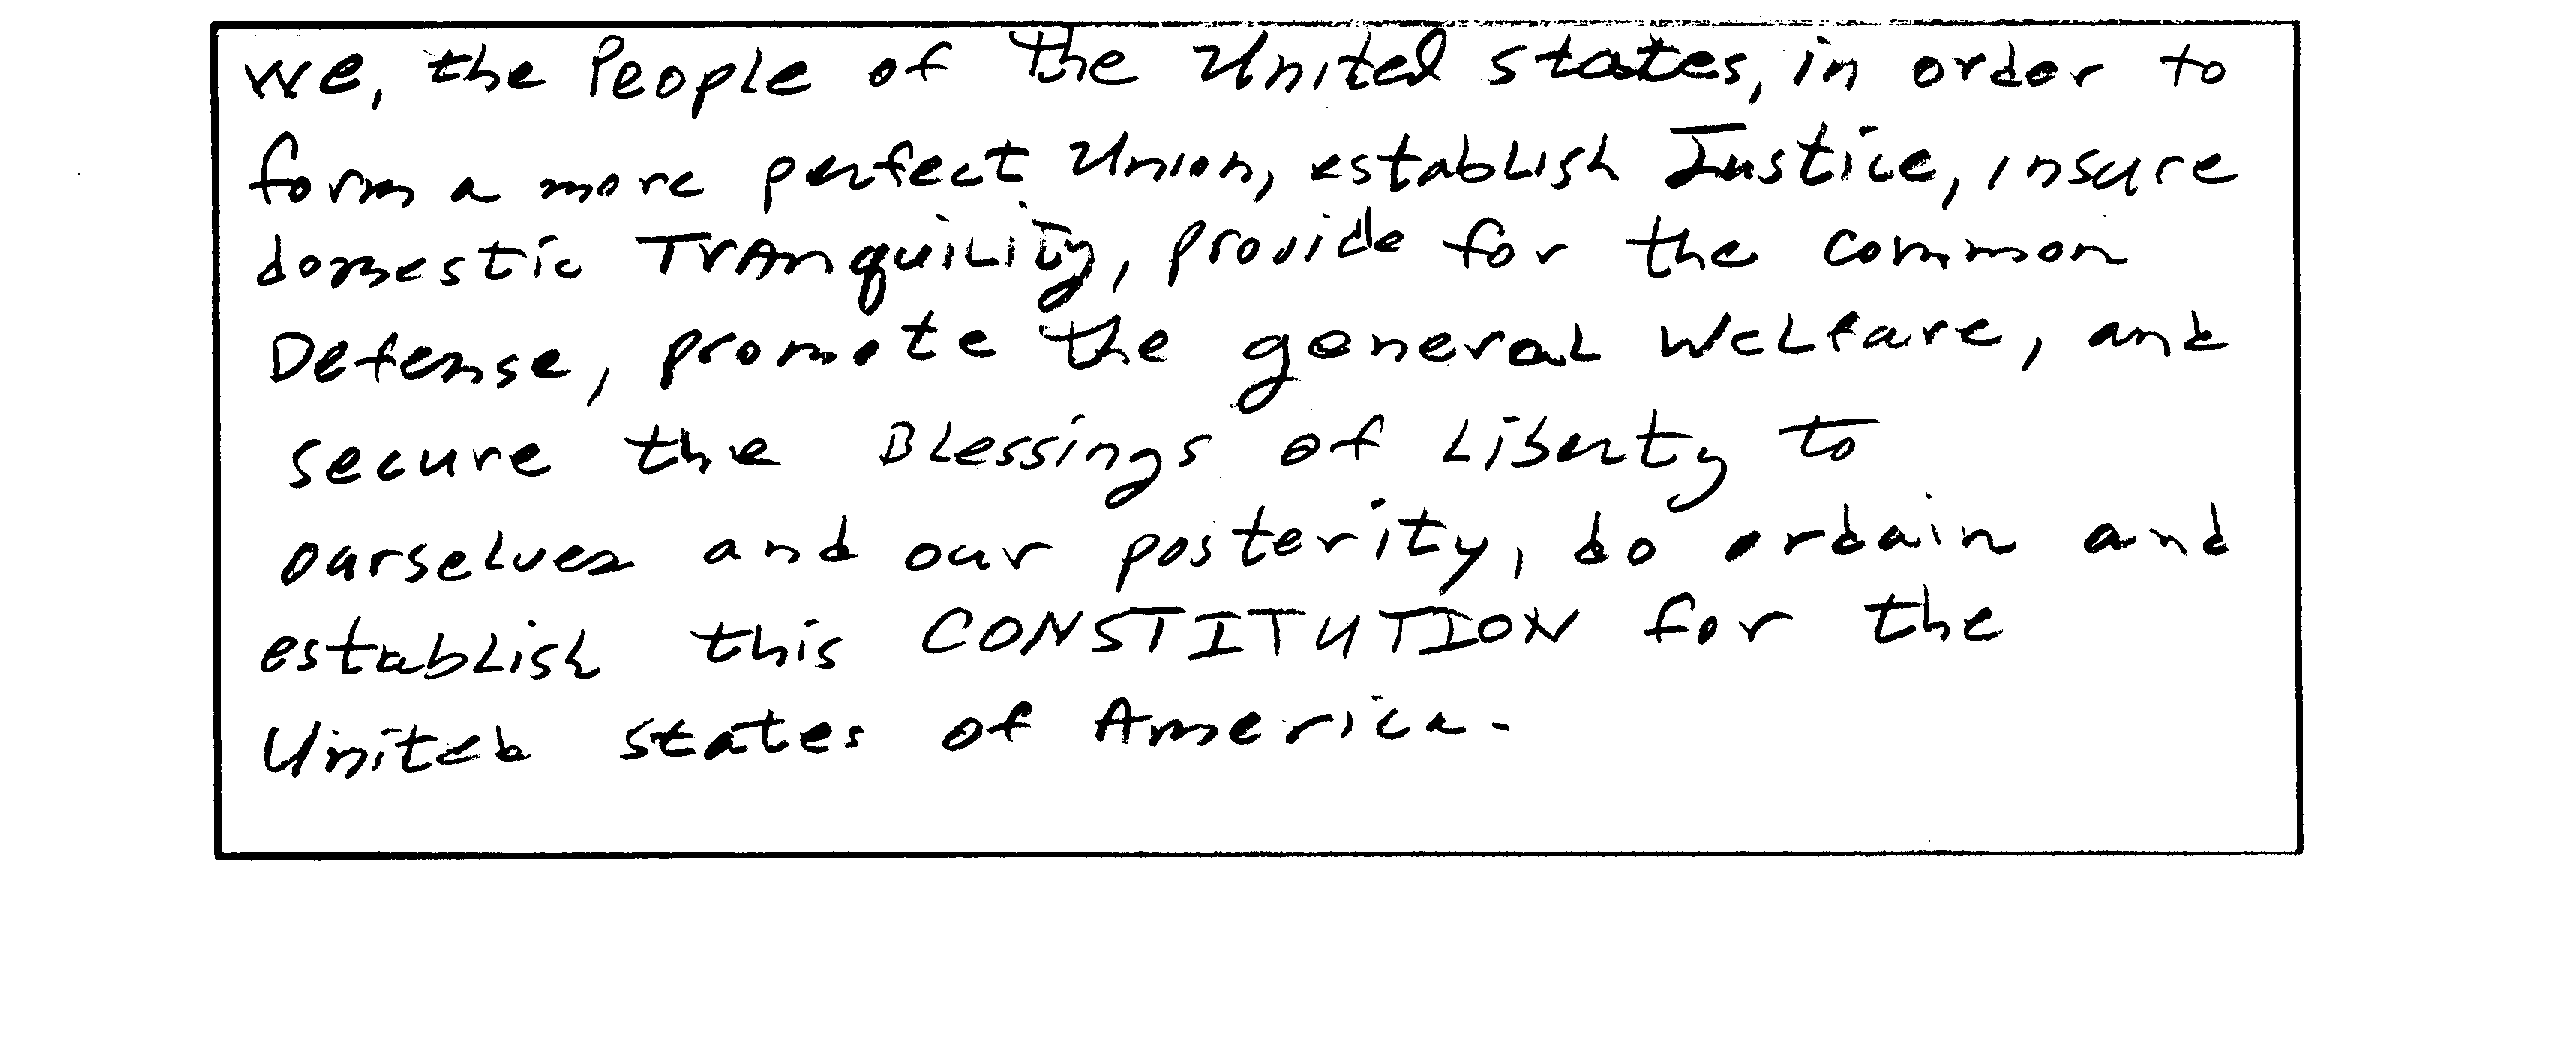 We, the People of the United States, in order to
form a more perfect Union, establish Justice, insure
domestic Tranquility, provide for the common
Defense, promote the general Welfare, and
secure the Blessings of Liberty to
ourselves and our posterity, do ordain and
establish this CONSTITUTION for the
United States of America.